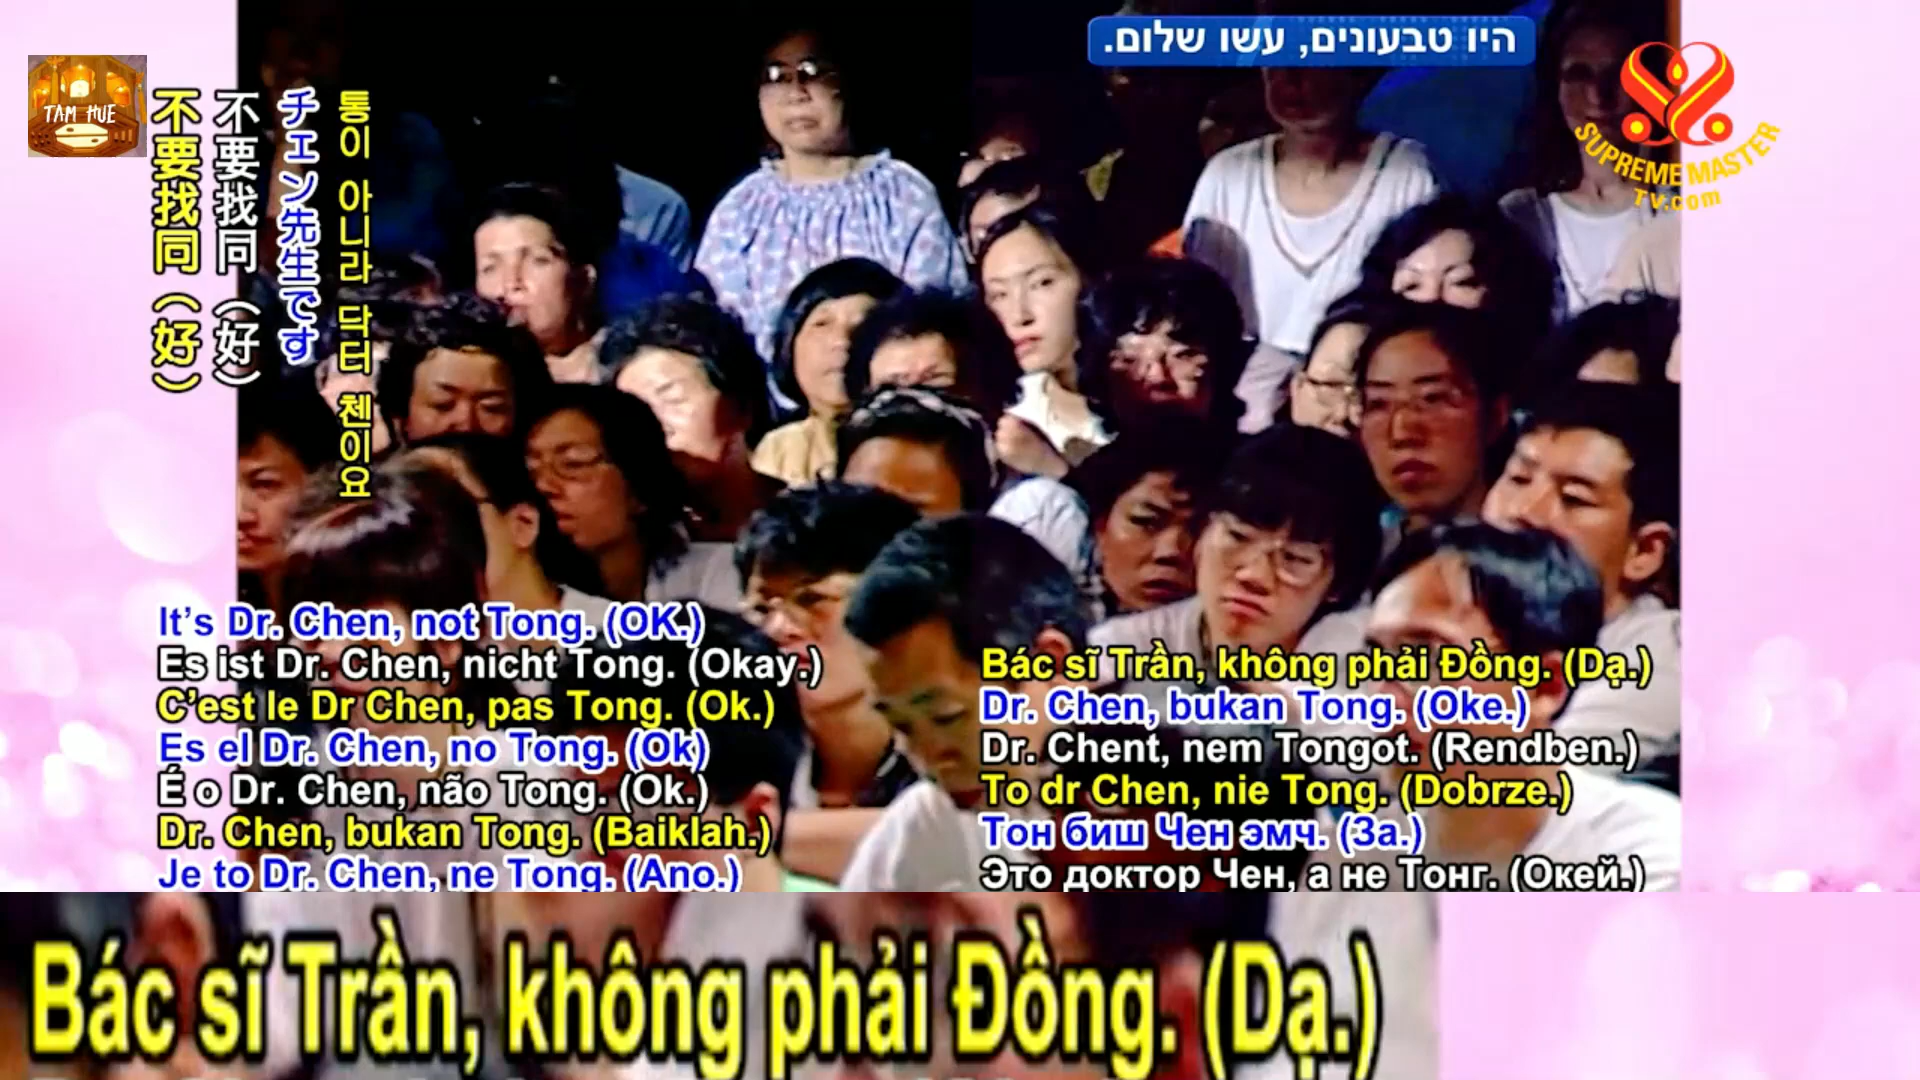 היו טבעונים, עשו שלום.
TAM HUE
SUPREME MASTER
TV.com
不要找同（好）
不要找同（好）
チェン先生です
통이 아니라 닥터 첸이요
It's Dr. Chen, not Tong. (OK.)
Es ist Dr. Chen, nicht Tong. (Okay.)
C'est le Dr Chen, pas Tong. (Ok.)
Es el Dr. Chen, no Tong. (Ok)
É o Dr. Chen, não Tong. (Ok.)
Dr. Chen, bukan Tong. (Baiklah.)
Je to Dr. Chen, ne Tong. (Ano.)
Bác sĩ Trần, không phải Đồng. (Dạ.)
Dr. Chen, bukan Tong. (Oke.)
Dr. Chent, nem Tongot. (Rendben.)
To dr Chen, nie Tong. (Dobrze.)
Тон биш Чен эмч. (За.)
Это доктор Чен, а не Тонг. (Окей.)
Bác sĩ Trần, không phải Đồng. (Dạ.)